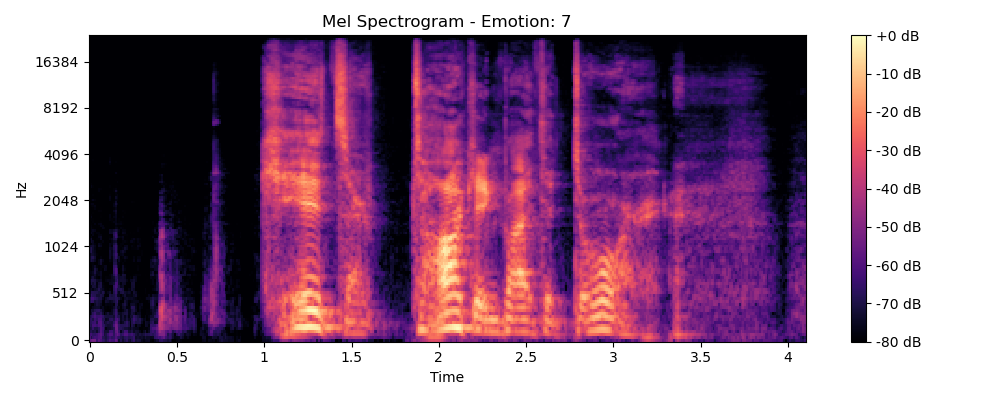 Mel Spectrogram - Emotion: 7
Hz
16384
8192
4096
2048
1024
512
0
0 0.5 1 1.5 2 2.5 3 3.5 4
Time
+0 dB
-10 dB
-20 dB
-30 dB
-40 dB
-50 dB
-60 dB
-70 dB
-80 dB